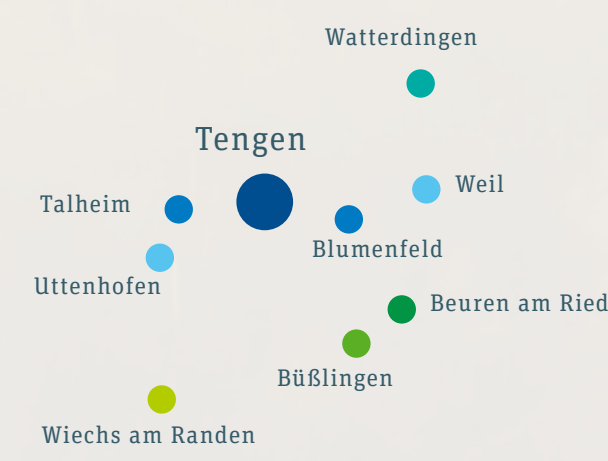 Watterdingen
Tengen
Weil
Talheim
Blumenfeld
Uttenhofen
Beuren am Ried
Büßlingen
Wiechs am Randen